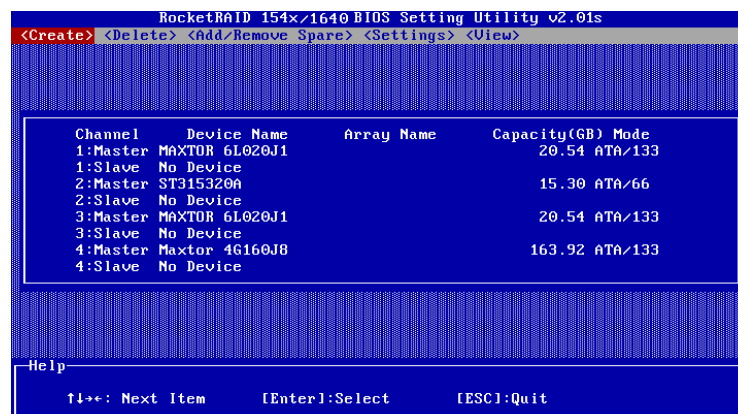 RocketRAID 154x/1640 BIOS Setting Utility v2.01s
<Create> <Delete> <Add/Remove Spare> <Settings> <View>
Channel Device Name Array Name Capacity(GB) Mode
1:Master MAXTOR 6L020J1 20.54 ATA/133
1:Slave No Device
2:Master ST315320A 15.30 ATA/66
2:Slave No Device
3:Master MAXTOR 6L020J1 20.54 ATA/133
3:Slave No Device
4:Master Maxtor 4G160J8 163.92 ATA/133
4:Slave No Device
Help
↑↓→←: Next Item [Enter]:Select [ESC]:Quit